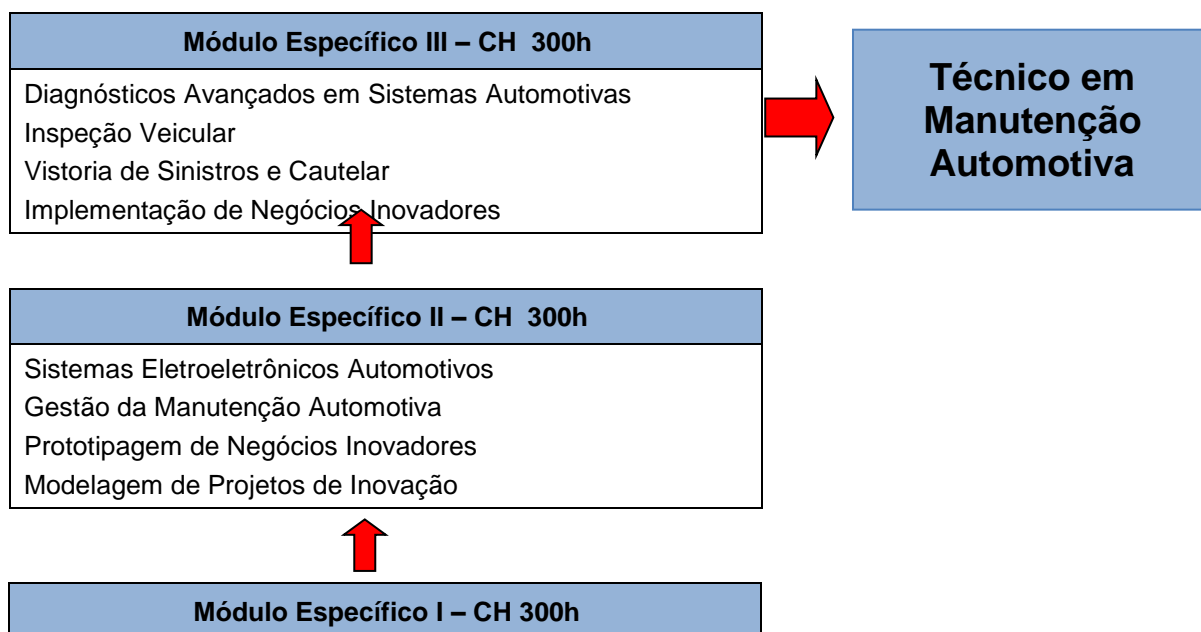 Módulo Específico III – CH  300h
Diagnósticos Avançados em Sistemas Automotivas
Inspeção Veicular
Vistoria de Sinistros e Cautelar
Implementação de Negócios Inovadores
Técnico em
Manutenção
Automotiva
Módulo Específico II – CH  300h
Sistemas Eletroeletrônicos Automotivos
Gestão da Manutenção Automotiva
Prototipagem de Negócios Inovadores
Modelagem de Projetos de Inovação
Módulo Específico I – CH 300h